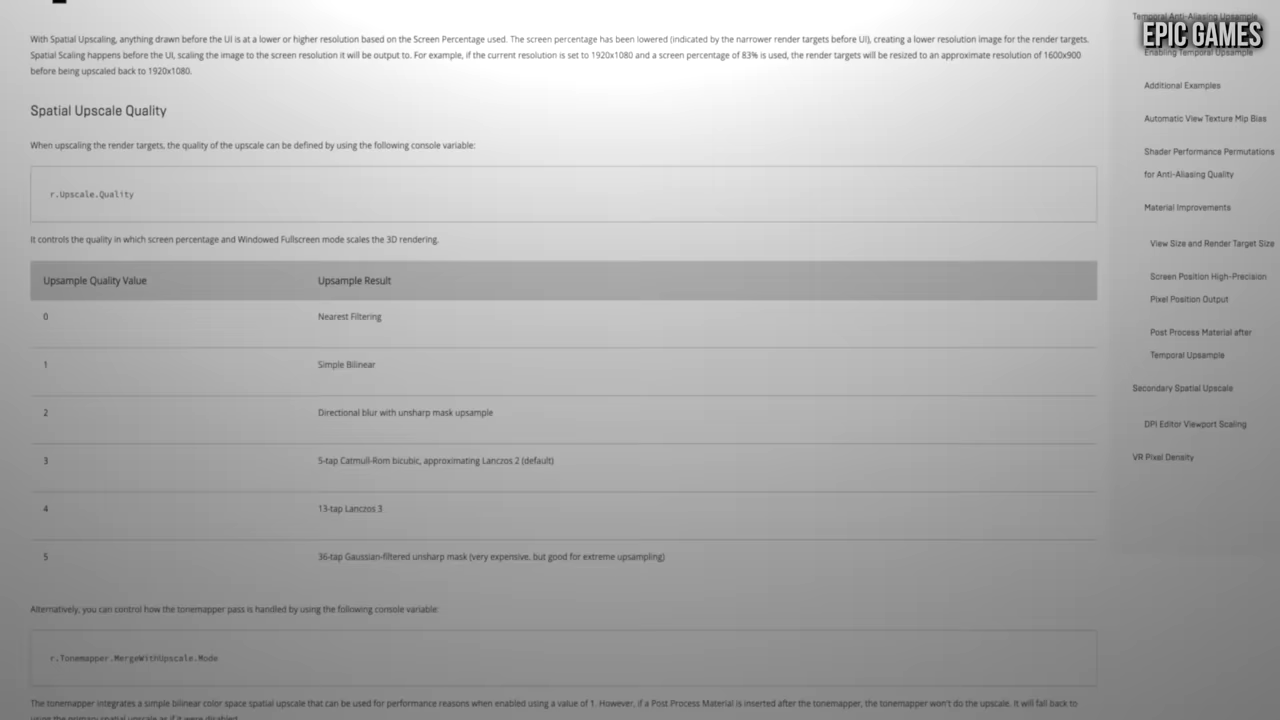 With Spatial Upscaling, anything drawn before the UI is at a lower or higher resolution based on the Screen Percentage used. The screen percentage has been lowered (indicated by the narrower render targets before UI), creating a lower resolution image for the render targets.
Spatial Scaling happens before the UI, scaling the image to the screen resolution it will be output to. For example, if the current resolution is set to 1920x1080 and a screen percentage of 83% is used, the render targets will be resized to an approximate resolution of 1600x900
before being upscaled back to 1920x1080.
Spatial Upscale Quality
When upscaling the render targets, the quality of the upscale can be defined by using the following console variable:
r.Upscale.Quality
It controls the quality in which screen percentage and Windowed Fullscreen mode scales the 3D rendering.
Upsample Quality Value Upsample Result
0 Nearest Filtering
1 Simple Bilinear
2 Directional blur with unsharp mask upsample
3 5-tap Catmull-Rom bicubic, approximating Lanczos 2 (default)
4 13-tap Lanczos 3
5 36-tap Gaussian-filtered unsharp mask (very expensive, but good for extreme upsampling)
Alternatively, you can control how the tonemapper pass is handled by using the following console variable:
r.Tonemapper.MergeWithUpscale.Mode
The tonemapper integrates a simple bilinear color space spatial upscale that can be used for performance reasons when enabled using a value of 1. However, if a Post Process Material is inserted after the tonemapper, the tonemapper won't do the upscale. It will fall back to
using the primary spatial upscale as if it were disabled.
Temporal Anti-Aliasing Upsample
EPIC GAMES
Enabling Temporal Upsample
Additional Examples
Automatic View Texture Mip Bias
Shader Performance Permutations
for Anti-Aliasing Quality
Material Improvements
View Size and Render Target Size
Screen Position High-Precision
Pixel Position Output
Post Process Material after
Temporal Upsample
Secondary Spatial Upscale
DPI Editor Viewport Scaling
VR Pixel Density